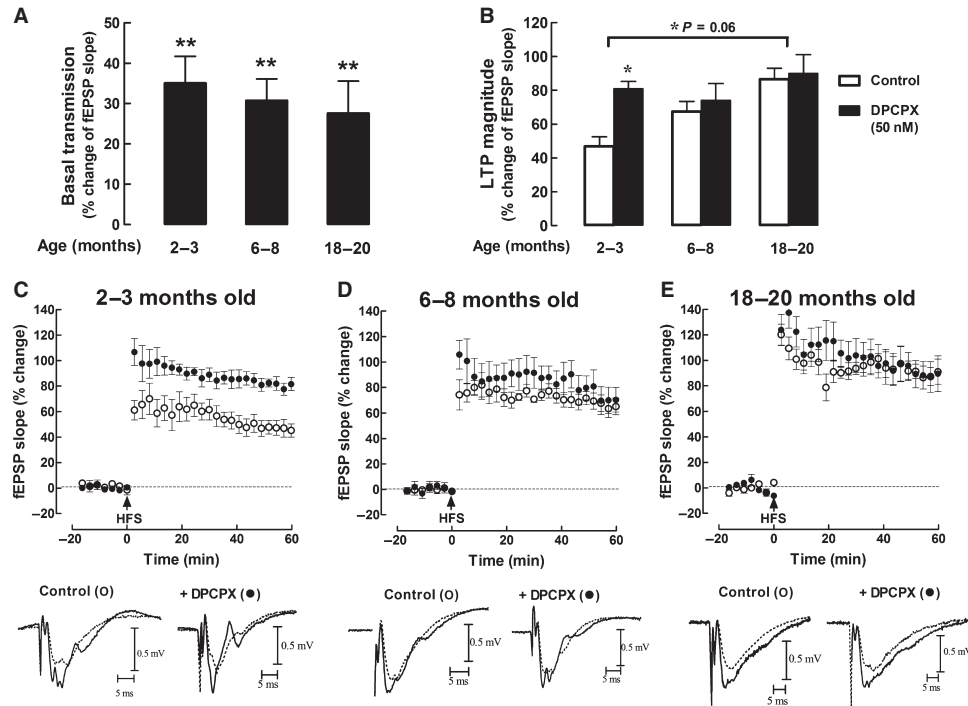 A
Basal transmission
(% change of fEPSP slope)
50
40
30
20
10
0
**
**
**
Age (months)
2–3
6–8
18–20
B
LTP magnitude
(% change of fEPSP slope)
120
100
80
60
40
20
0
* P = 0.06
*
Control
DPCPX
(50 nM)
Age (months)
2–3
6–8
18–20
C
2–3 months old
fEPSP slope (% change)
140
120
100
80
60
40
20
0
−20
HFS
−20
0
20
40
60
Time (min)
Control (O)
+ DPCPX (●)
0.5 mV
5 ms
0.5 mV
5 ms
D
6–8 months old
fEPSP slope (% change)
140
120
100
80
60
40
20
0
−20
HFS
−20
0
20
40
60
Time (min)
Control (O)
+ DPCPX (●)
0.5 mV
5 ms
0.5 mV
5 ms
E
18–20 months old
fEPSP slope (% change)
140
120
100
80
60
40
20
0
−20
HFS
−20
0
20
40
60
Time (min)
Control (O)
+ DPCPX (●)
0.5 mV
5 ms
0.5 mV
5 ms